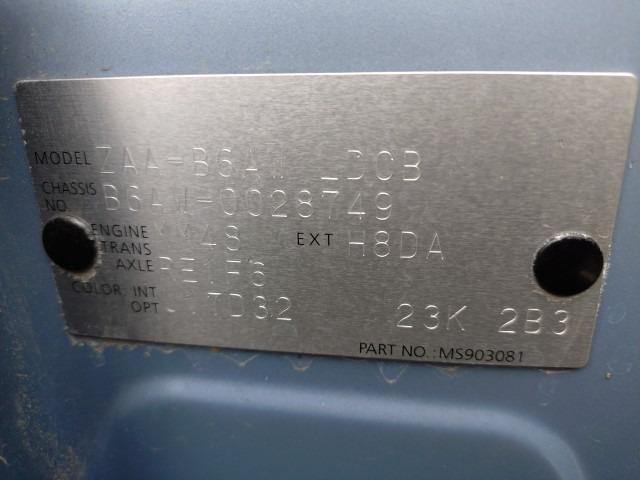 MODEL ZAA-B6AW LDCB
CHASSIS NO. B6AW-0028749
ENGINE MM48 EXT H8DA
TRANS
AXLE RE1F6
COLOR INT
OPT TD32 23K 2B3
PART NO.:MS903081